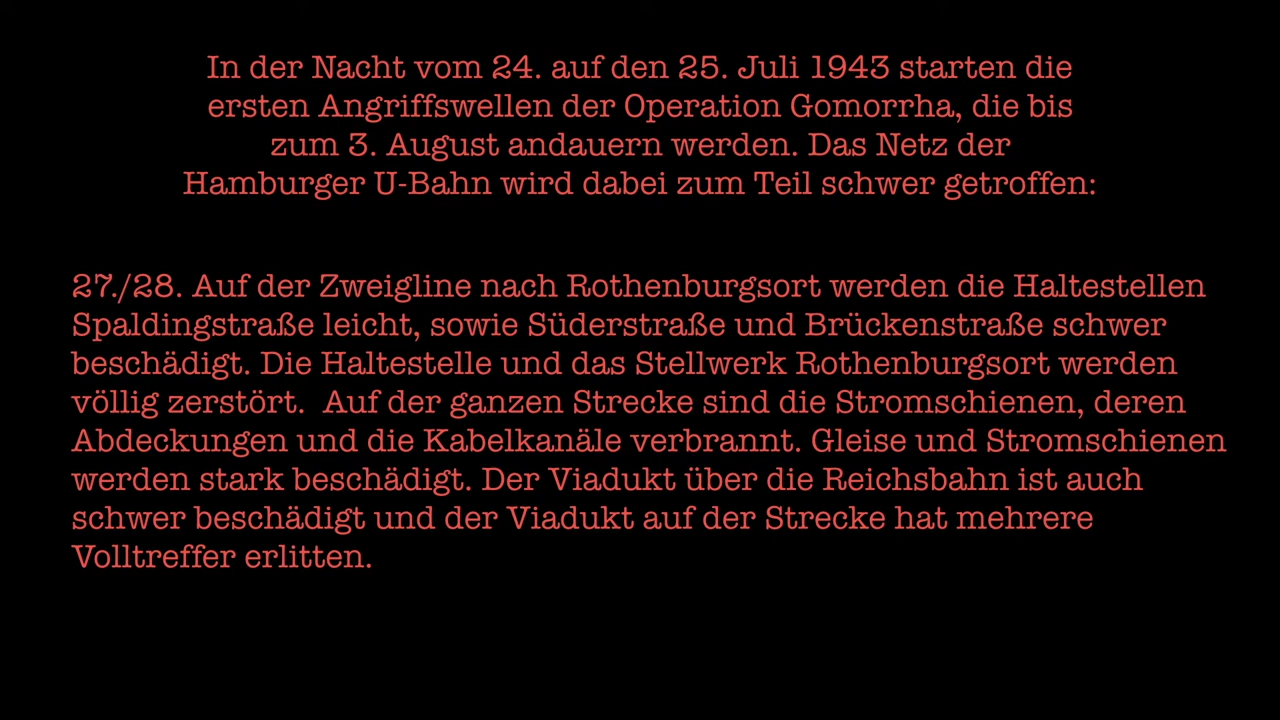 In der Nacht vom 24. auf den 25. Juli 1943 starten die
ersten Angriffswellen der Operation Gomorrha, die bis
zum 3. August andauern werden. Das Netz der
Hamburger U-Bahn wird dabei zum Teil schwer getroffen:
27./28. Auf der Zweigline nach Rothenburgsort werden die Haltestellen
Spaldingstraße leicht, sowie Süderstraße und Brückenstraße schwer
beschädigt. Die Haltestelle und das Stellwerk Rothenburgsort werden
völlig zerstört.  Auf der ganzen Strecke sind die Stromschienen, deren
Abdeckungen und die Kabelkanäle verbrannt. Gleise und Stromschienen
werden stark beschädigt. Der Viadukt über die Reichsbahn ist auch
schwer beschädigt und der Viadukt auf der Strecke hat mehrere
Volltreffer erlitten.